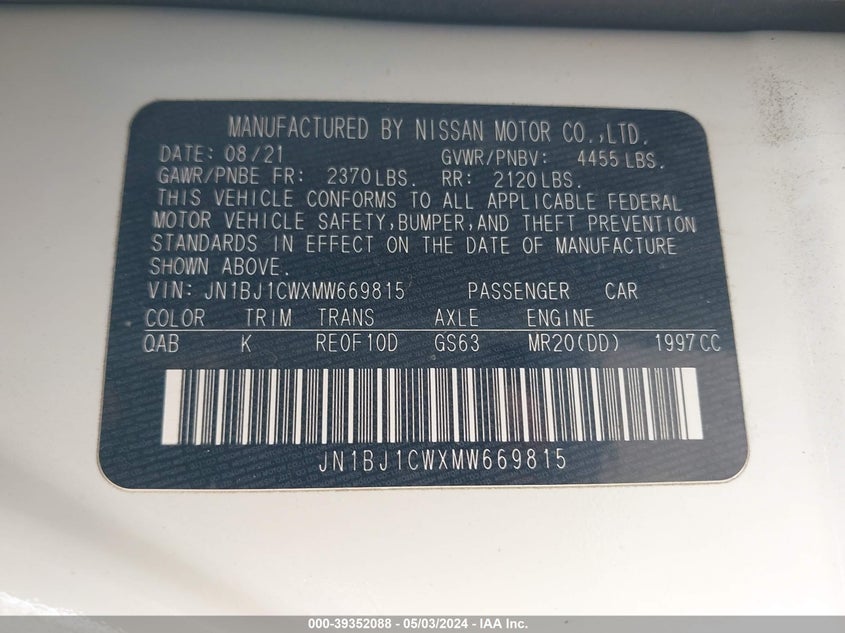 MANUFACTURED BY NISSAN MOTOR CO.,LTD.
DATE: 08/21 GVWR/PNBV: 4455 LBS.
GAWR/PNBE FR: 2370 LBS. RR: 2120 LBS.
THIS VEHICLE CONFORMS TO ALL APPLICABLE FEDERAL
MOTOR VEHICLE SAFETY,BUMPER,AND THEFT PREVENTION
STANDARDS IN EFFECT ON THE DATE OF MANUFACTURE
SHOWN ABOVE.
VIN: JN1BJ1CWXMW669815 PASSENGER CAR
COLOR TRIM TRANS AXLE ENGINE
QAB K RE0F10D GS63 MR20(DD) 1997CC
JN1BJ1CWXMW669815
000-39352088 — 05/03/2024 — IAA Inc.